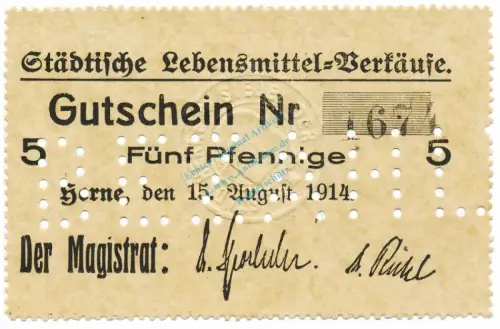 Städtische Lebensmittel=Verkäufe.
Gutschein Nr 1674
5 Fünf Pfennige 5
Herne, den 15. August 1914.
Der Magistrat: